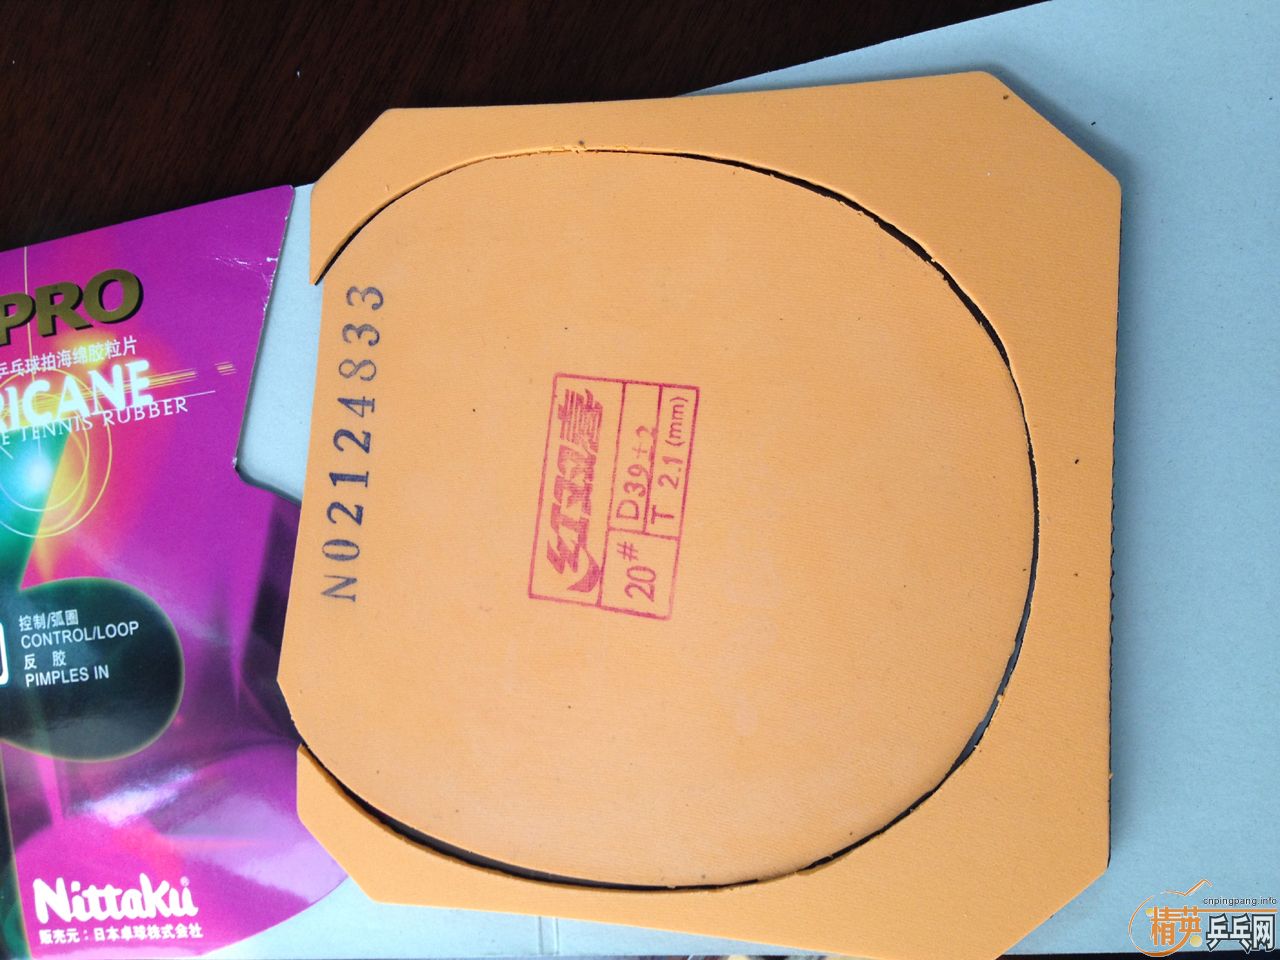 PRO
乒乓球拍海绵胶粒片
RICANE
E TENNIS RUBBER
控制/弧圈
CONTROL/LOOP
反 胶
PIMPLES IN
Nittaku
販売元：日本卓球株式会社
N02124833
红双喜
20# D39±2
T 2.1 (mm)
cnpingpang.info
精英乒乓网